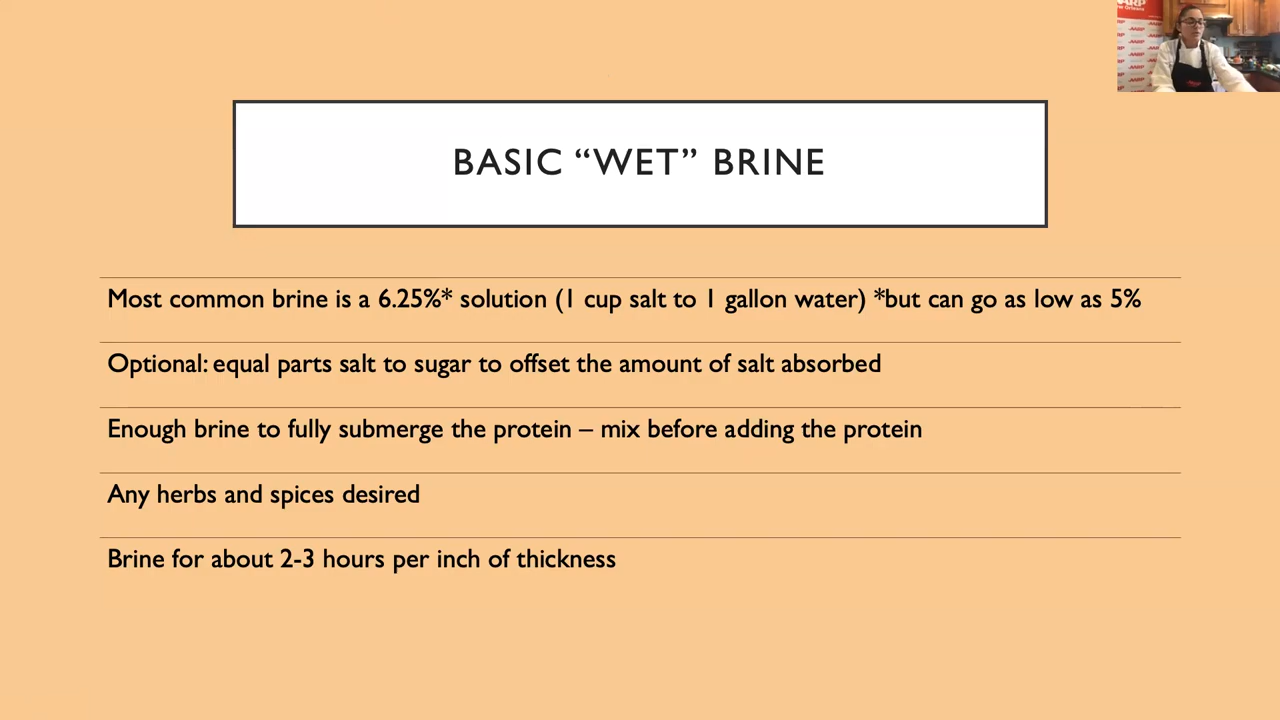 AARP
New Orleans
BASIC “WET” BRINE
Most common brine is a 6.25%* solution (1 cup salt to 1 gallon water) *but can go as low as 5%
Optional: equal parts salt to sugar to offset the amount of salt absorbed
Enough brine to fully submerge the protein – mix before adding the protein
Any herbs and spices desired
Brine for about 2-3 hours per inch of thickness